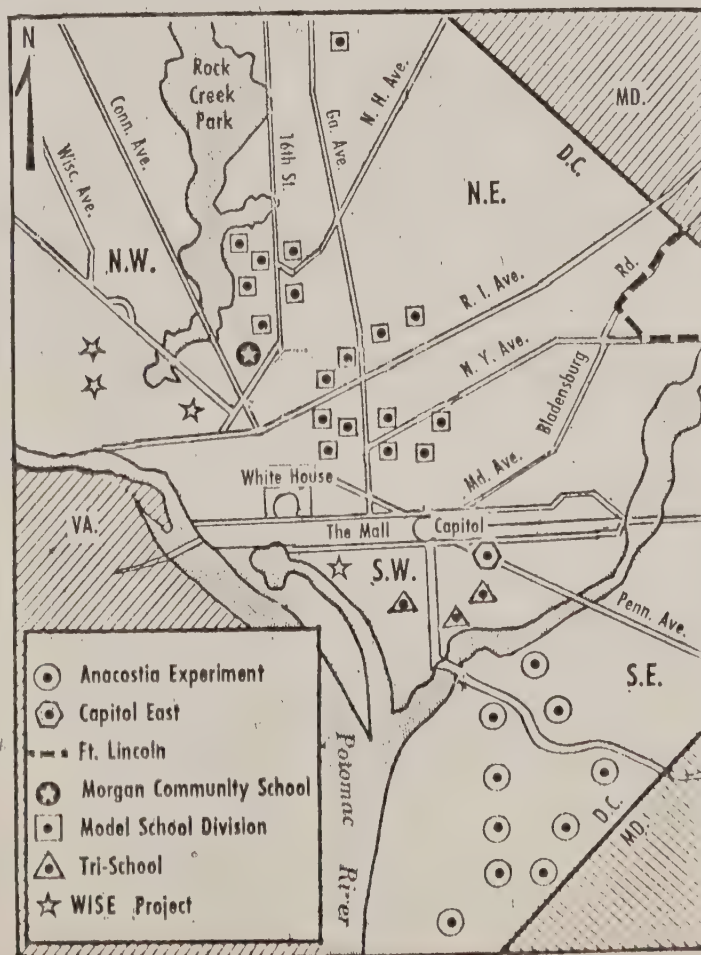 N
Rock
Creek
Park
MD.
Conn. Ave.
16th St.
Ga. Ave.
N. H. Ave.
D.C.
Wisc. Ave.
N.E.
N.W.
Rd.
R. I. Ave.
N.Y. Ave.
Bladensburg
Md. Ave.
White House
VA.
The Mall
Capitol
S.W.
Penn. Ave.
S.E.
Anacostia Experiment
Capitol East
Ft. Lincoln
Morgan Community School
Model School Division
Tri-School
WISE Project
Potomac River
D.C.
MD.